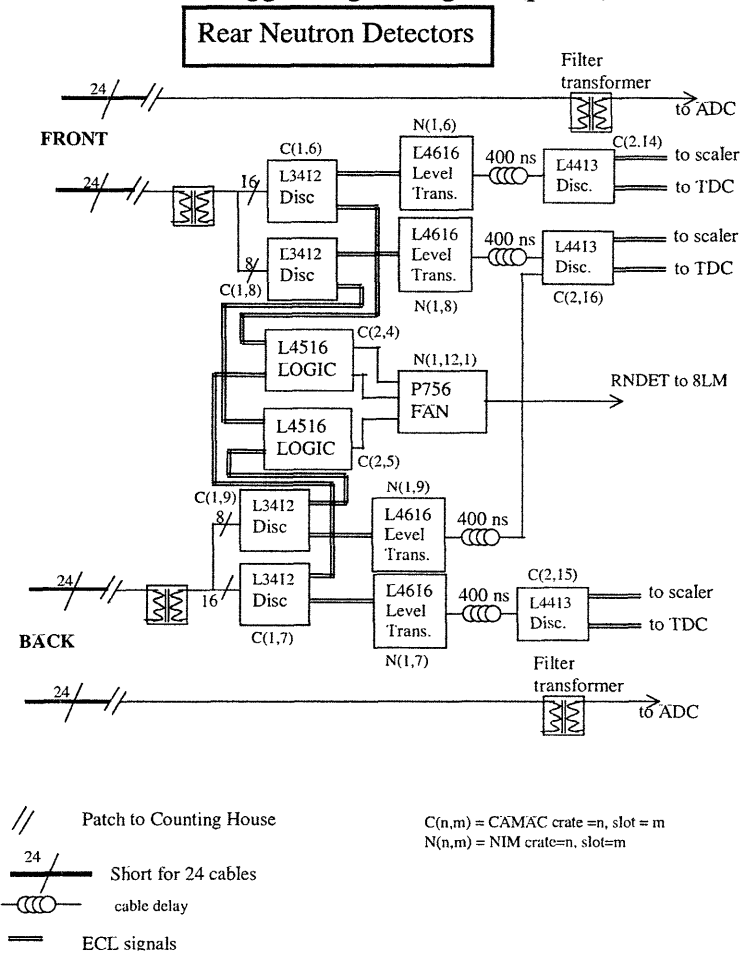 Rear Neutron Detectors
Filter
transformer
24
to ADC
FRONT
N(1,6)
C(1,6)
C(2,14)
24
16
L3412
Disc
L4616
Level
Trans.
400 ns
L4413
Disc.
to scaler
to TDC
8
L3412
Disc
C(1,8)
L4616
Level
Trans.
N(1,8)
400 ns
L4413
Disc.
C(2,16)
to scaler
to TDC
C(2,4)
L4516
LOGIC
N(1,12,1)
P756
FAN
RNDET to 8LM
L4516
LOGIC
C(2,5)
C(1,9)
8
L3412
Disc
N(1,9)
L4616
Level
Trans.
400 ns
24
16
L3412
Disc
C(1,7)
L4616
Level
Trans.
N(1,7)
400 ns
C(2,15)
L4413
Disc.
to scaler
to TDC
BACK
Filter
transformer
24
to ADC
// Patch to Counting House
C(n,m) = CAMAC crate =n, slot = m
N(n,m) = NIM crate=n, slot=m
24
Short for 24 cables
cable delay
ECL signals